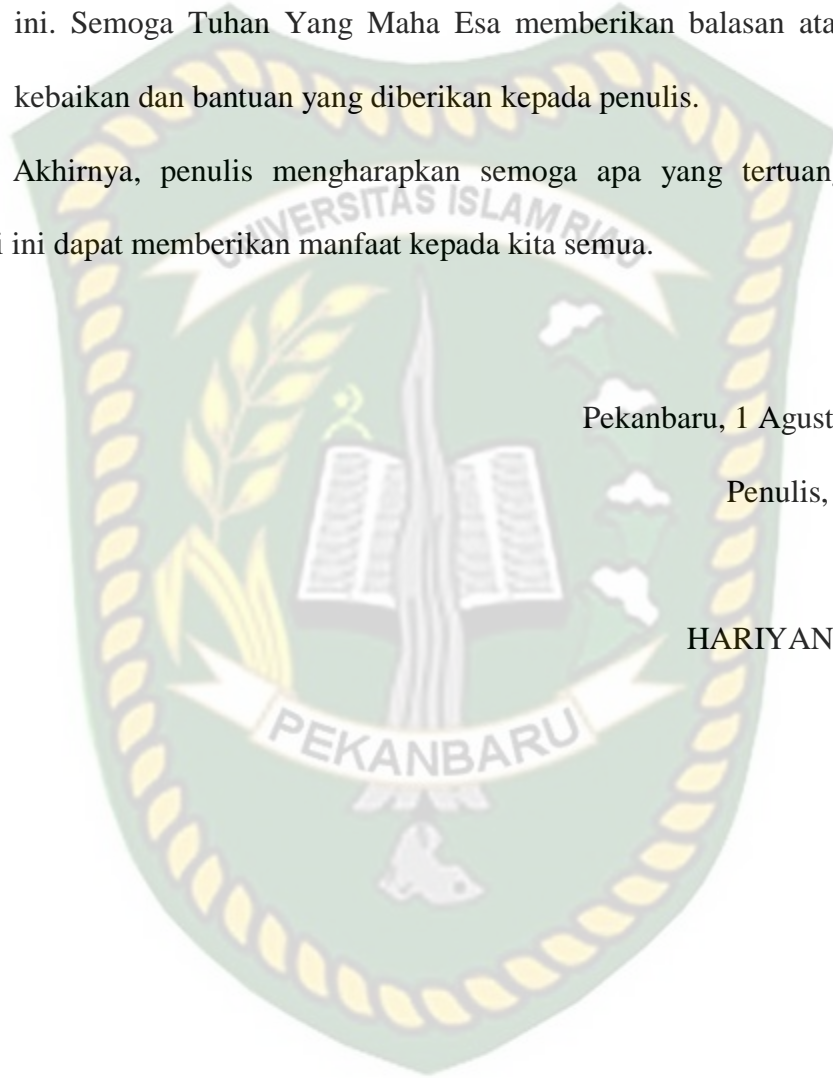 ini. Semoga Tuhan Yang Maha Esa memberikan balasan ata
kebaikan dan bantuan yang diberikan kepada penulis.
Akhirnya, penulis mengharapkan semoga apa yang tertuang
i ini dapat memberikan manfaat kepada kita semua.
UNIVERSITAS ISLAM RIAU
Pekanbaru, 1 Agust
Penulis,
HARIYAN
PEKANBARU